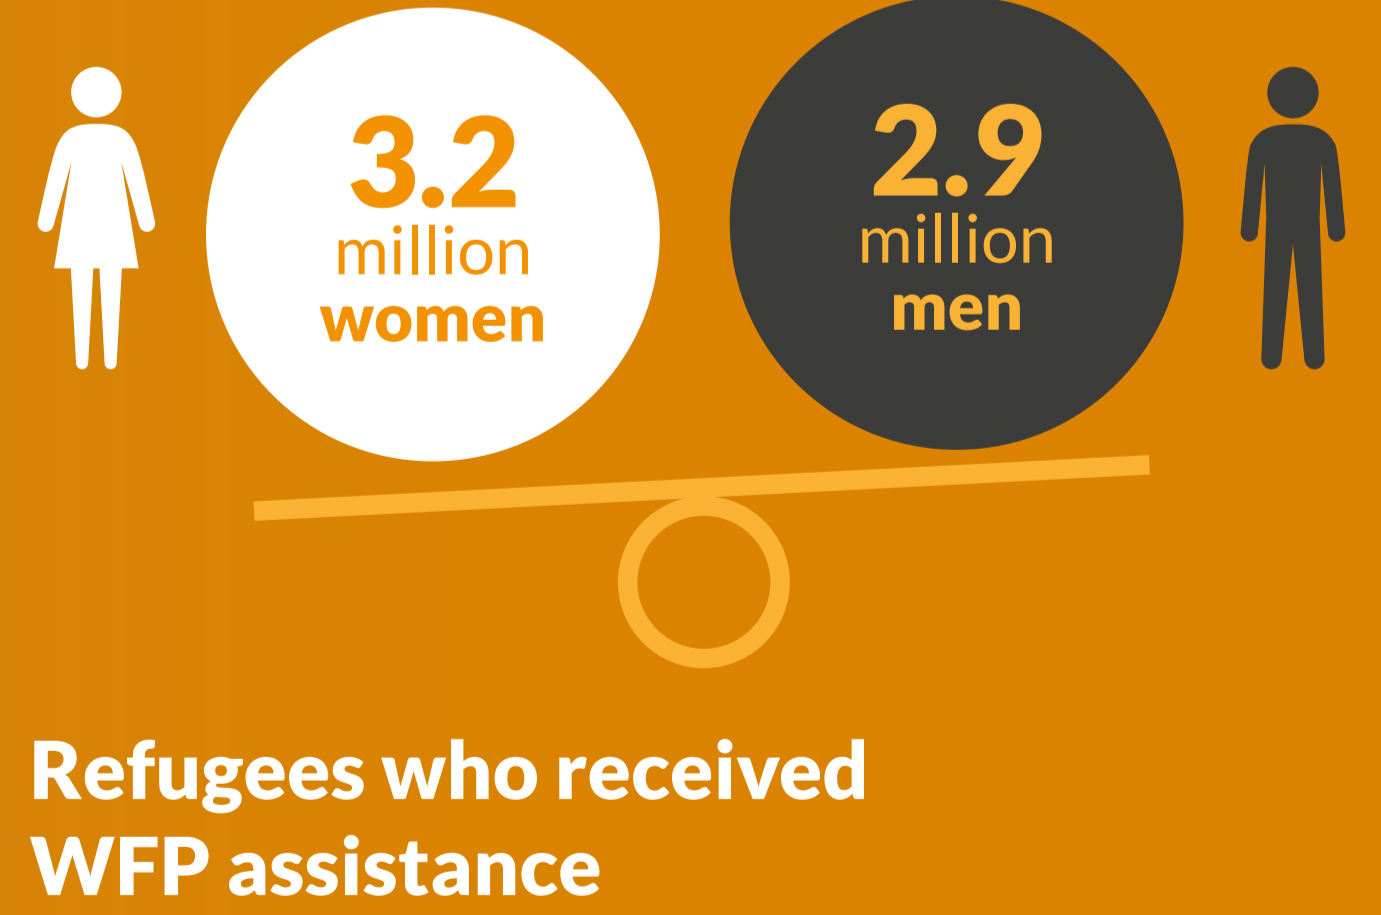 3.2
million
women
2.9
million
men
Refugees who received
WFP assistance